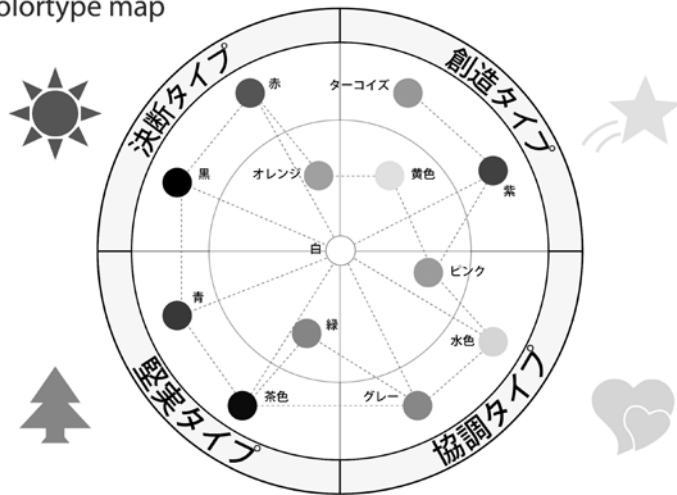 olortype map
決断タイプ
創造タイプ
赤
ターコイズ
黒
オレンジ
黄色
紫
白
ピンク
青
緑
水色
茶色
グレー
堅実タイプ
協調タイプ